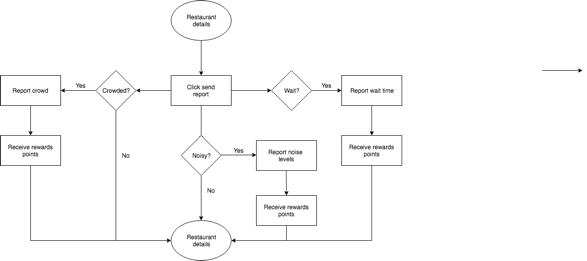 Restaurant
details
Report crowd
Yes
Crowded?
Click send
report
Wait?
Yes
Report wait time
Receive rewards
points
No
Noisy?
Yes
Report noise
levels
Receive rewards
points
No
Receive rewards
points
Restaurant
details